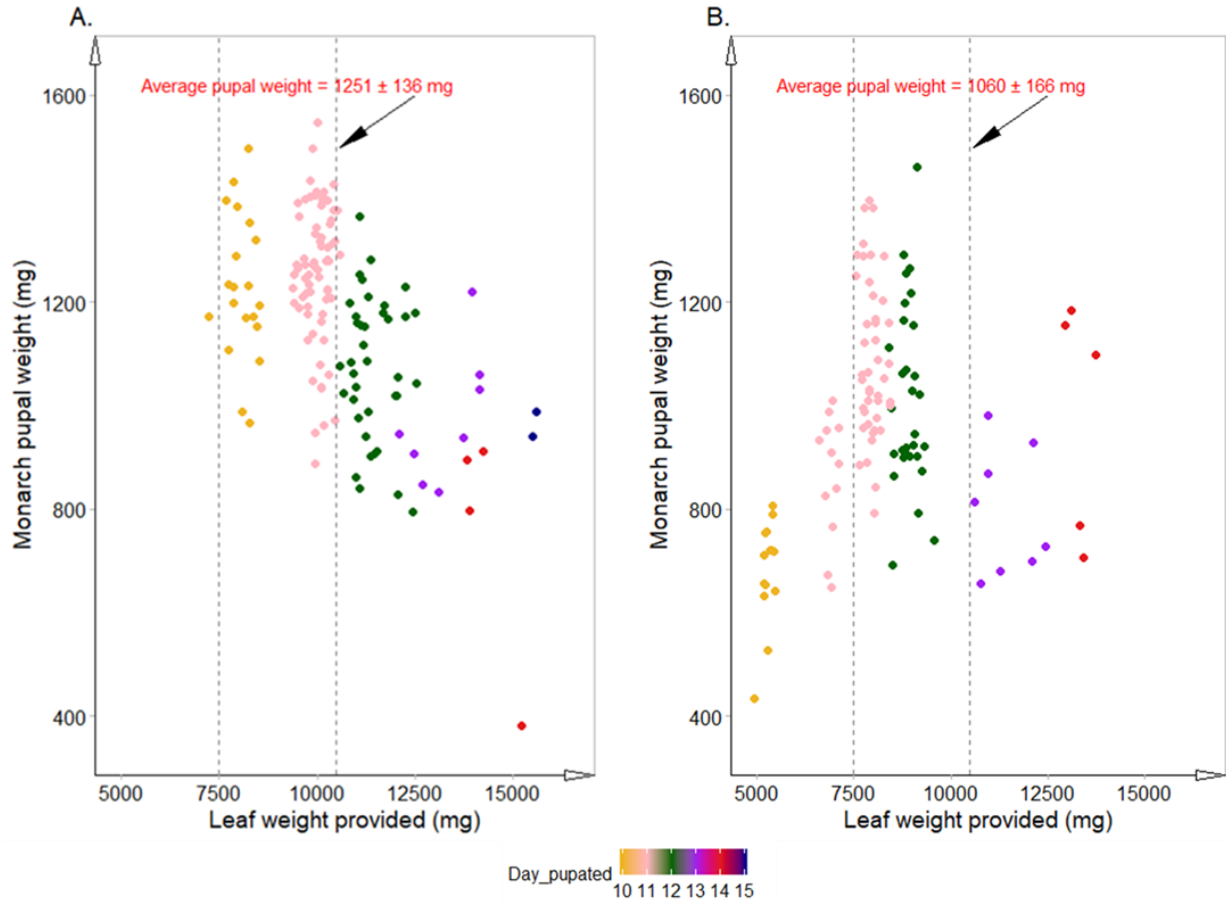 A.
Average pupal weight = 1251 ± 136 mg
1600
1200
800
400
Monarch pupal weight (mg)
5000 7500 10000 12500 15000
Leaf weight provided (mg)
B.
Average pupal weight = 1060 ± 166 mg
1600
1200
800
400
Monarch pupal weight (mg)
5000 7500 10000 12500 15000
Leaf weight provided (mg)
Day_pupated
10 11 12 13 14 15